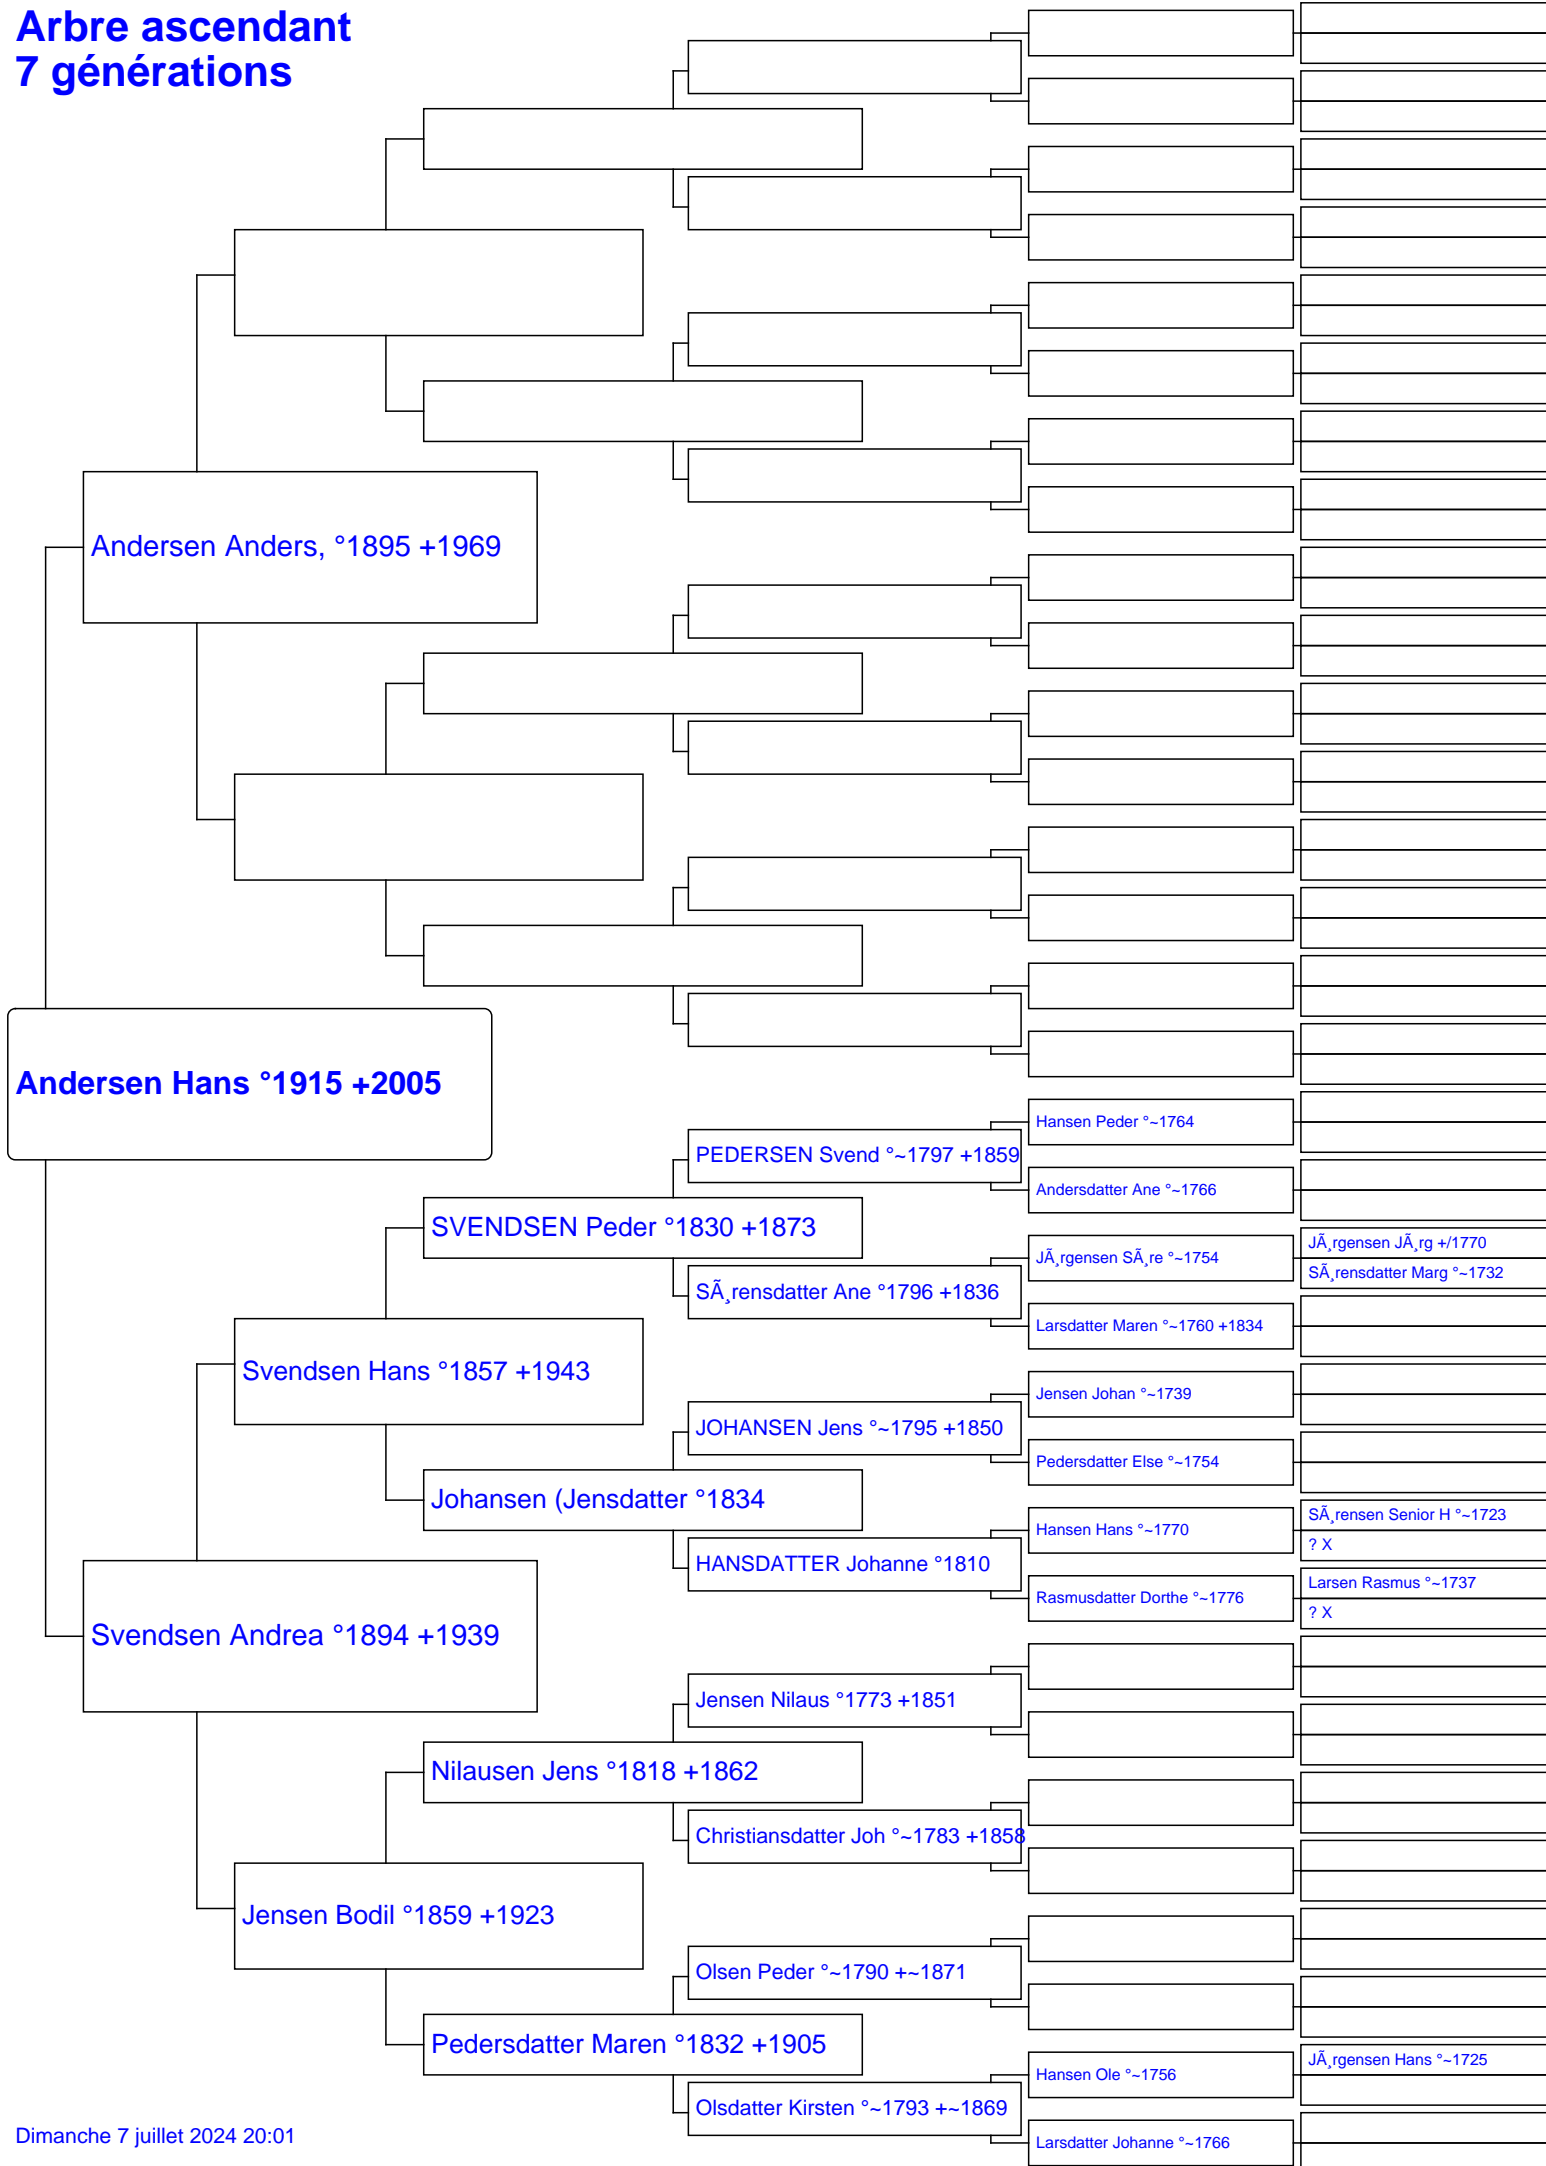 Arbre ascendant
7 générations
Andersen Anders, °1895 +1969
Andersen Hans °1915 +2005
Hansen Peder °~1764
PEDERSEN Svend °~1797 +1859
Andersdatter Ane °~1766
SVENDSEN Peder °1830 +1873
JÃ¸rgensen JÃ¸rg +/1770
JÃ¸rgensen SÃ¸re °~1754
SÃ¸rensdatter Marg °~1732
SÃ¸rensdatter Ane °1796 +1836
Larsdatter Maren °~1760 +1834
Svendsen Hans °1857 +1943
Jensen Johan °~1739
JOHANSEN Jens °~1795 +1850
Pedersdatter Else °~1754
Johansen (Jensdatter °1834
SÃ¸rensen Senior H °~1723
Hansen Hans °~1770
? X
HANSDATTER Johanne °1810
Larsen Rasmus °~1737
Rasmusdatter Dorthe °~1776
? X
Svendsen Andrea °1894 +1939
Jensen Nilaus °1773 +1851
Nilausen Jens °1818 +1862
Christiansdatter Joh °~1783 +1858
Jensen Bodil °1859 +1923
Olsen Peder °~1790 +~1871
Pedersdatter Maren °1832 +1905
JÃ¸rgensen Hans °~1725
Hansen Ole °~1756
Olsdatter Kirsten °~1793 +~1869
Larsdatter Johanne °~1766
Dimanche 7 juillet 2024 20:01